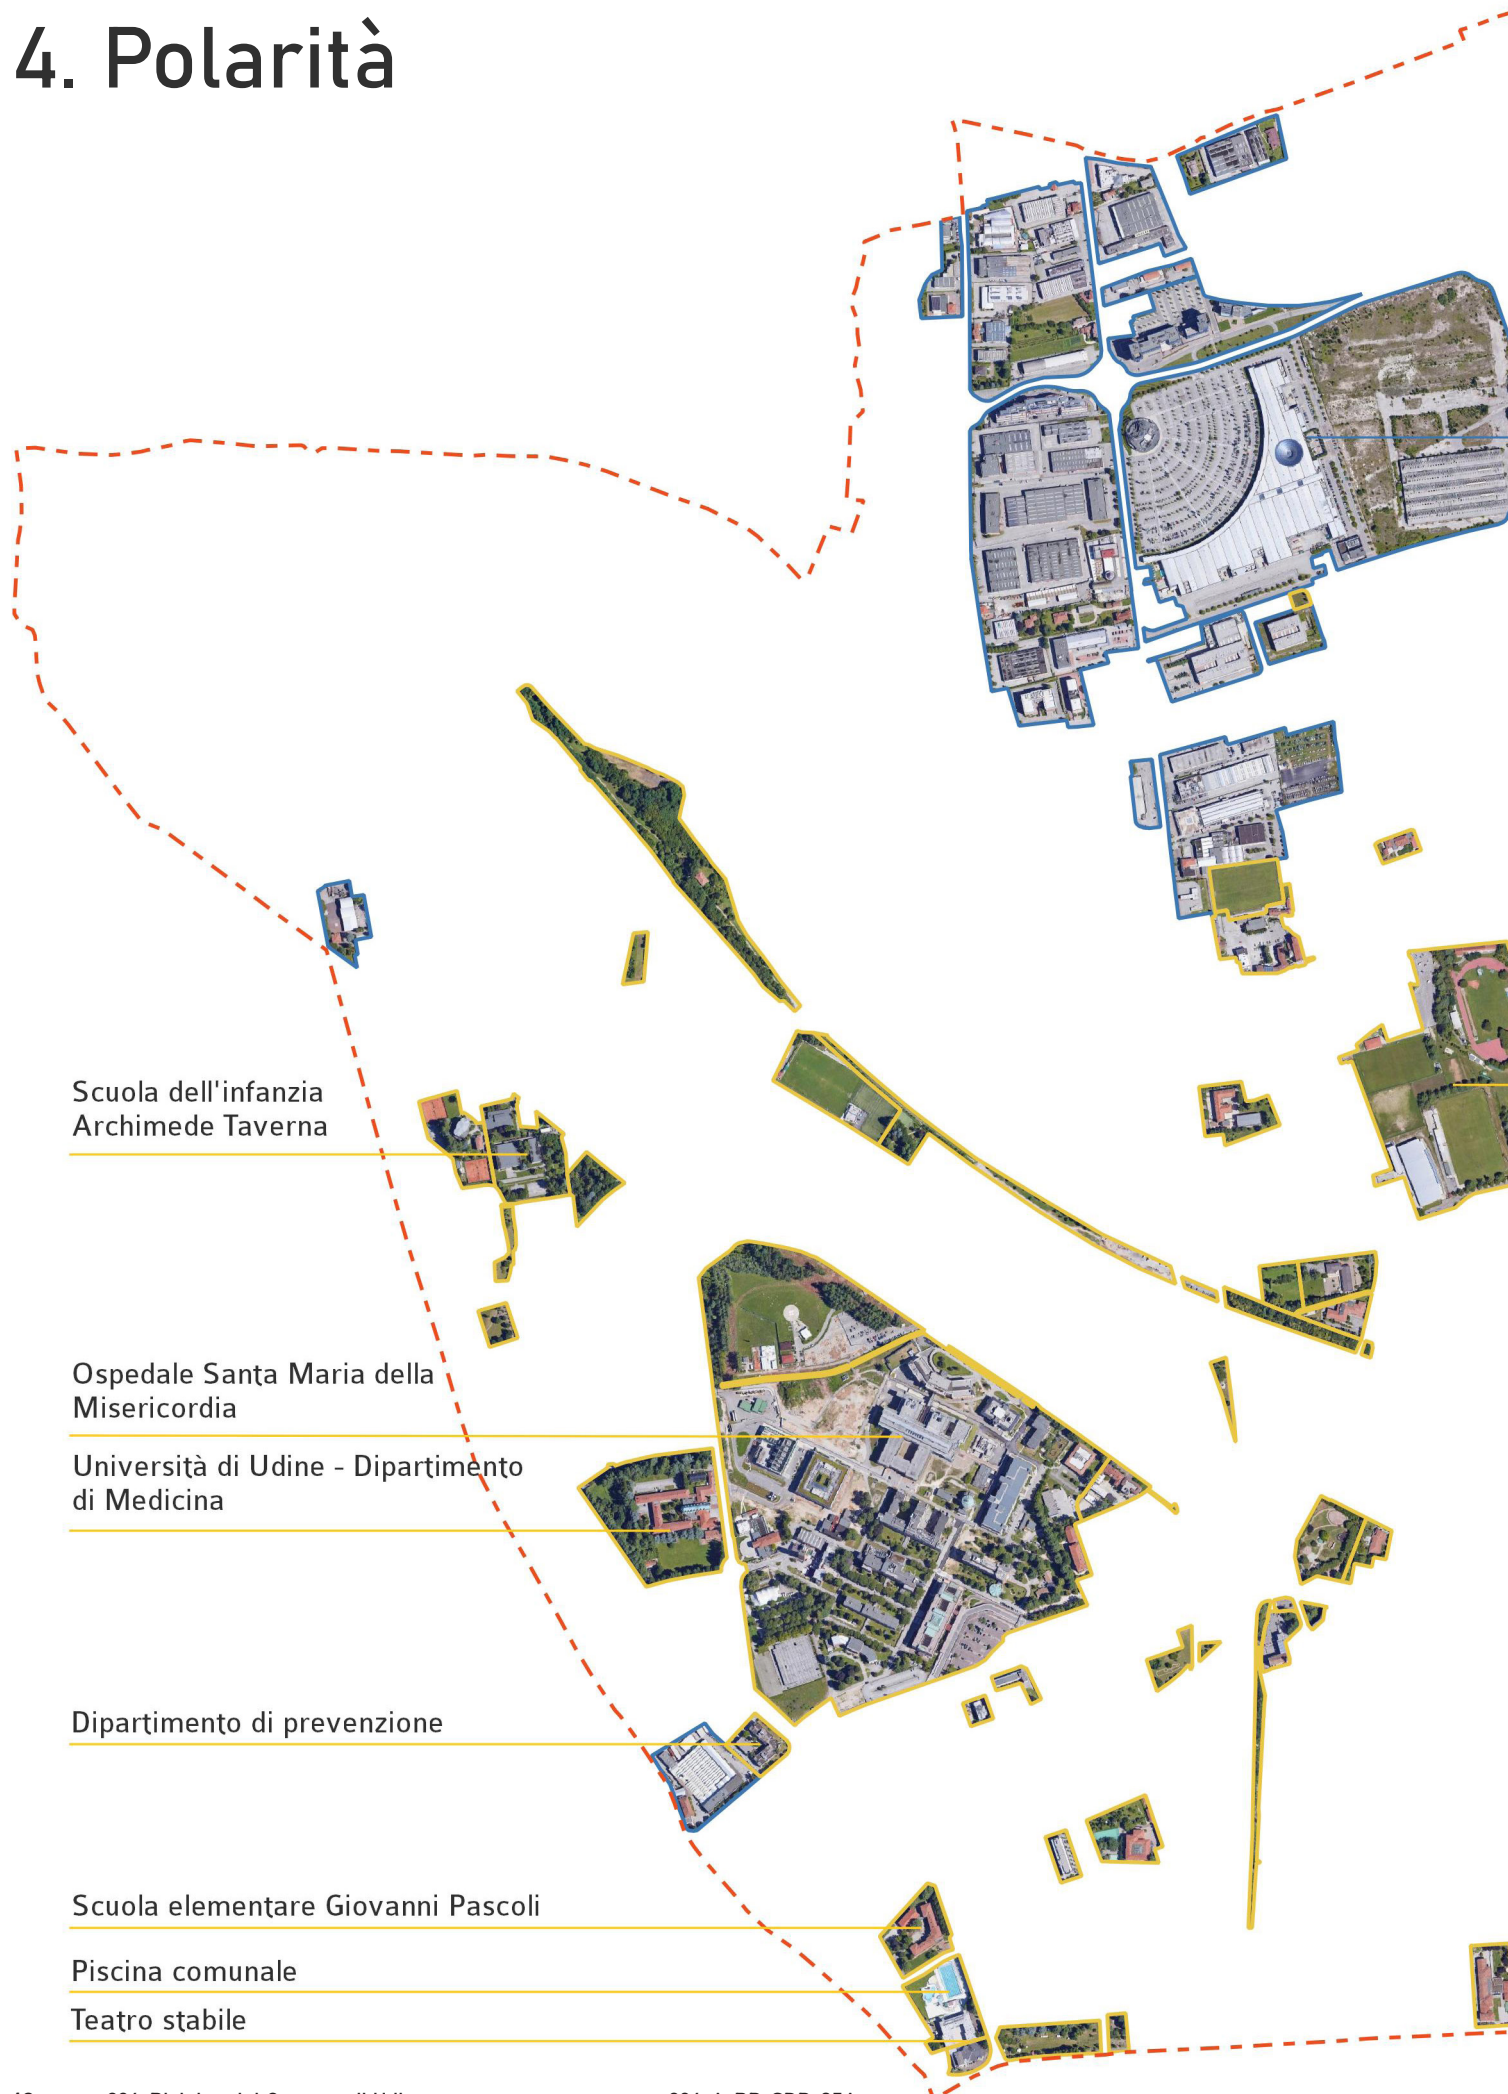 4. Polarità
Scuola dell'infanzia
Archimede Taverna
Ospedale Santa Maria della
Misericordia
Università di Udine - Dipartimento
di Medicina
Dipartimento di prevenzione
Scuola elementare Giovanni Pascoli
Piscina comunale
Teatro stabile